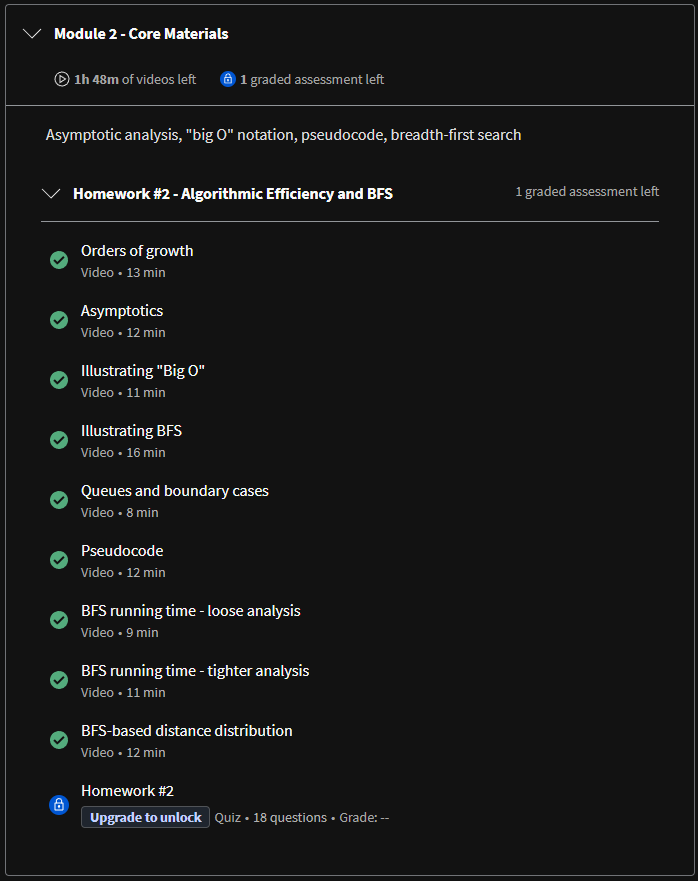 Module 2 - Core Materials
1h 48m of videos left 1 graded assessment left
Asymptotic analysis, "big O" notation, pseudocode, breadth-first search
Homework #2 - Algorithmic Efficiency and BFS 1 graded assessment left
Orders of growth
Video • 13 min
Asymptotics
Video • 12 min
Illustrating "Big O"
Video • 11 min
Illustrating BFS
Video • 16 min
Queues and boundary cases
Video • 8 min
Pseudocode
Video • 12 min
BFS running time - loose analysis
Video • 9 min
BFS running time - tighter analysis
Video • 11 min
BFS-based distance distribution
Video • 12 min
Homework #2
Upgrade to unlock Quiz • 18 questions • Grade: --